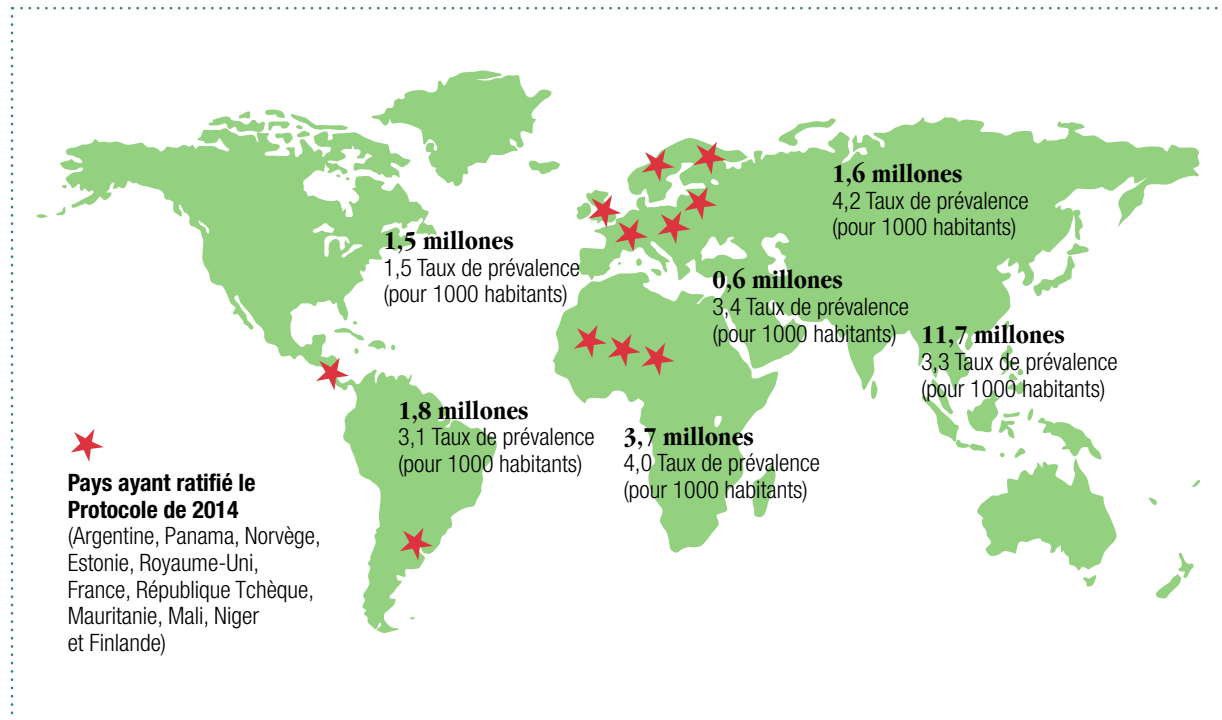 1,6 millones
4,2 Taux de prévalence
(pour 1000 habitants)
1,5 millones
1,5 Taux de prévalence
(pour 1000 habitants)
0,6 millones
3,4 Taux de prévalence
(pour 1000 habitants)
11,7 millones
3,3 Taux de prévalence
(pour 1000 habitants)
1,8 millones
3,1 Taux de prévalence
(pour 1000 habitants)
3,7 millones
4,0 Taux de prévalence
(pour 1000 habitants)
Pays ayant ratifié le
Protocole de 2014
(Argentine, Panama, Norvège,
Estonie, Royaume-Uni,
France, République Tchèque,
Mauritanie, Mali, Niger
et Finlande)